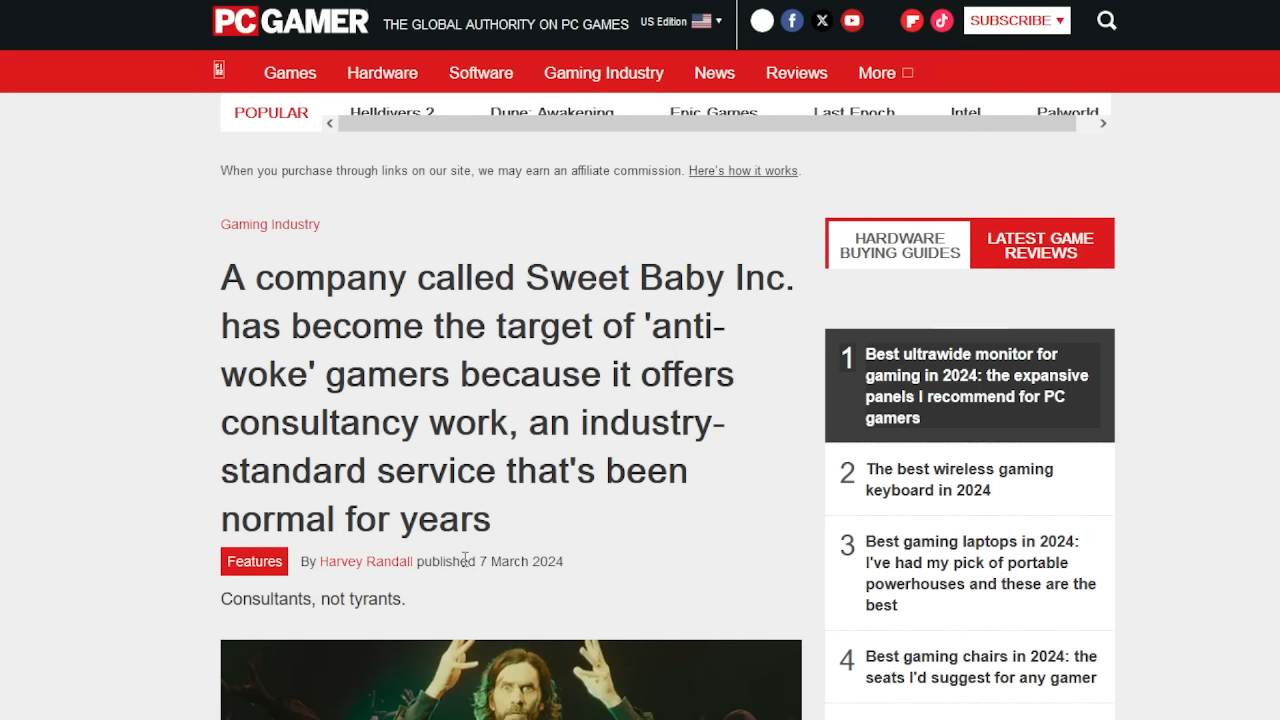 PC GAMER THE GLOBAL AUTHORITY ON PC GAMES US Edition SUBSCRIBE
Games Hardware Software Gaming Industry News Reviews More
POPULAR Helldivers 2 Dune: Awakening Epic Games Last Epoch Intel Palworld
When you purchase through links on our site, we may earn an affiliate commission. Here's how it works.
Gaming Industry
A company called Sweet Baby Inc.
has become the target of 'anti-
woke' gamers because it offers
consultancy work, an industry-
standard service that's been
normal for years
Features By Harvey Randall published 7 March 2024
Consultants, not tyrants.
HARDWARE
BUYING GUIDES
LATEST GAME
REVIEWS
1 Best ultrawide monitor for
gaming in 2024: the expansive
panels I recommend for PC
gamers
2 The best wireless gaming
keyboard in 2024
3 Best gaming laptops in 2024:
I've had my pick of portable
powerhouses and these are the
best
4 Best gaming chairs in 2024: the
seats I'd suggest for any gamer